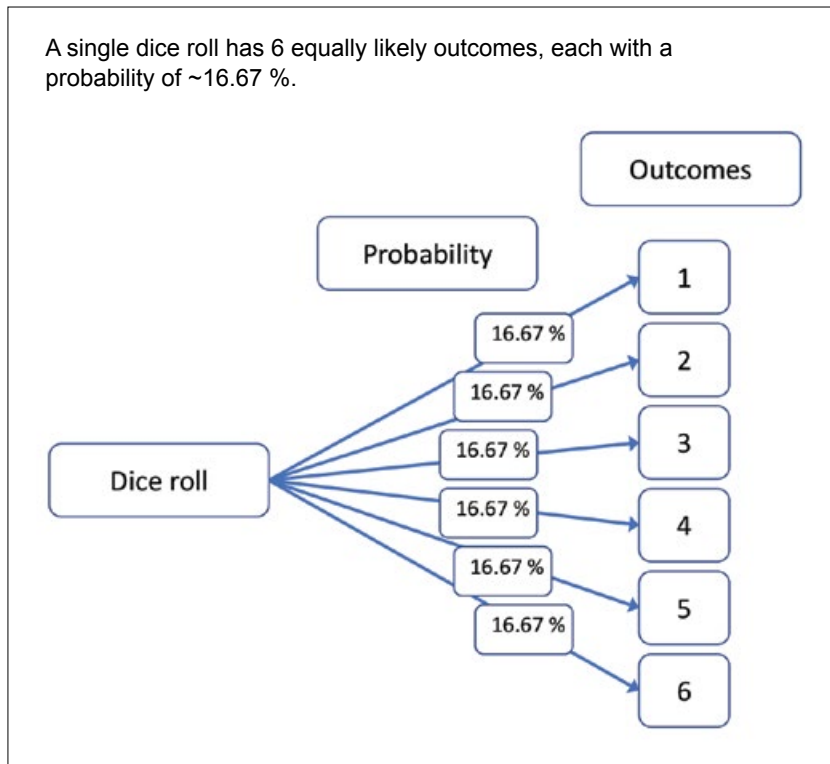 A single dice roll has 6 equally likely outcomes, each with a
probability of ~16.67 %.
Outcomes
Probability
1
16.67 %
2
16.67 %
3
16.67 %
Dice roll
4
16.67 %
5
16.67 %
6
16.67 %